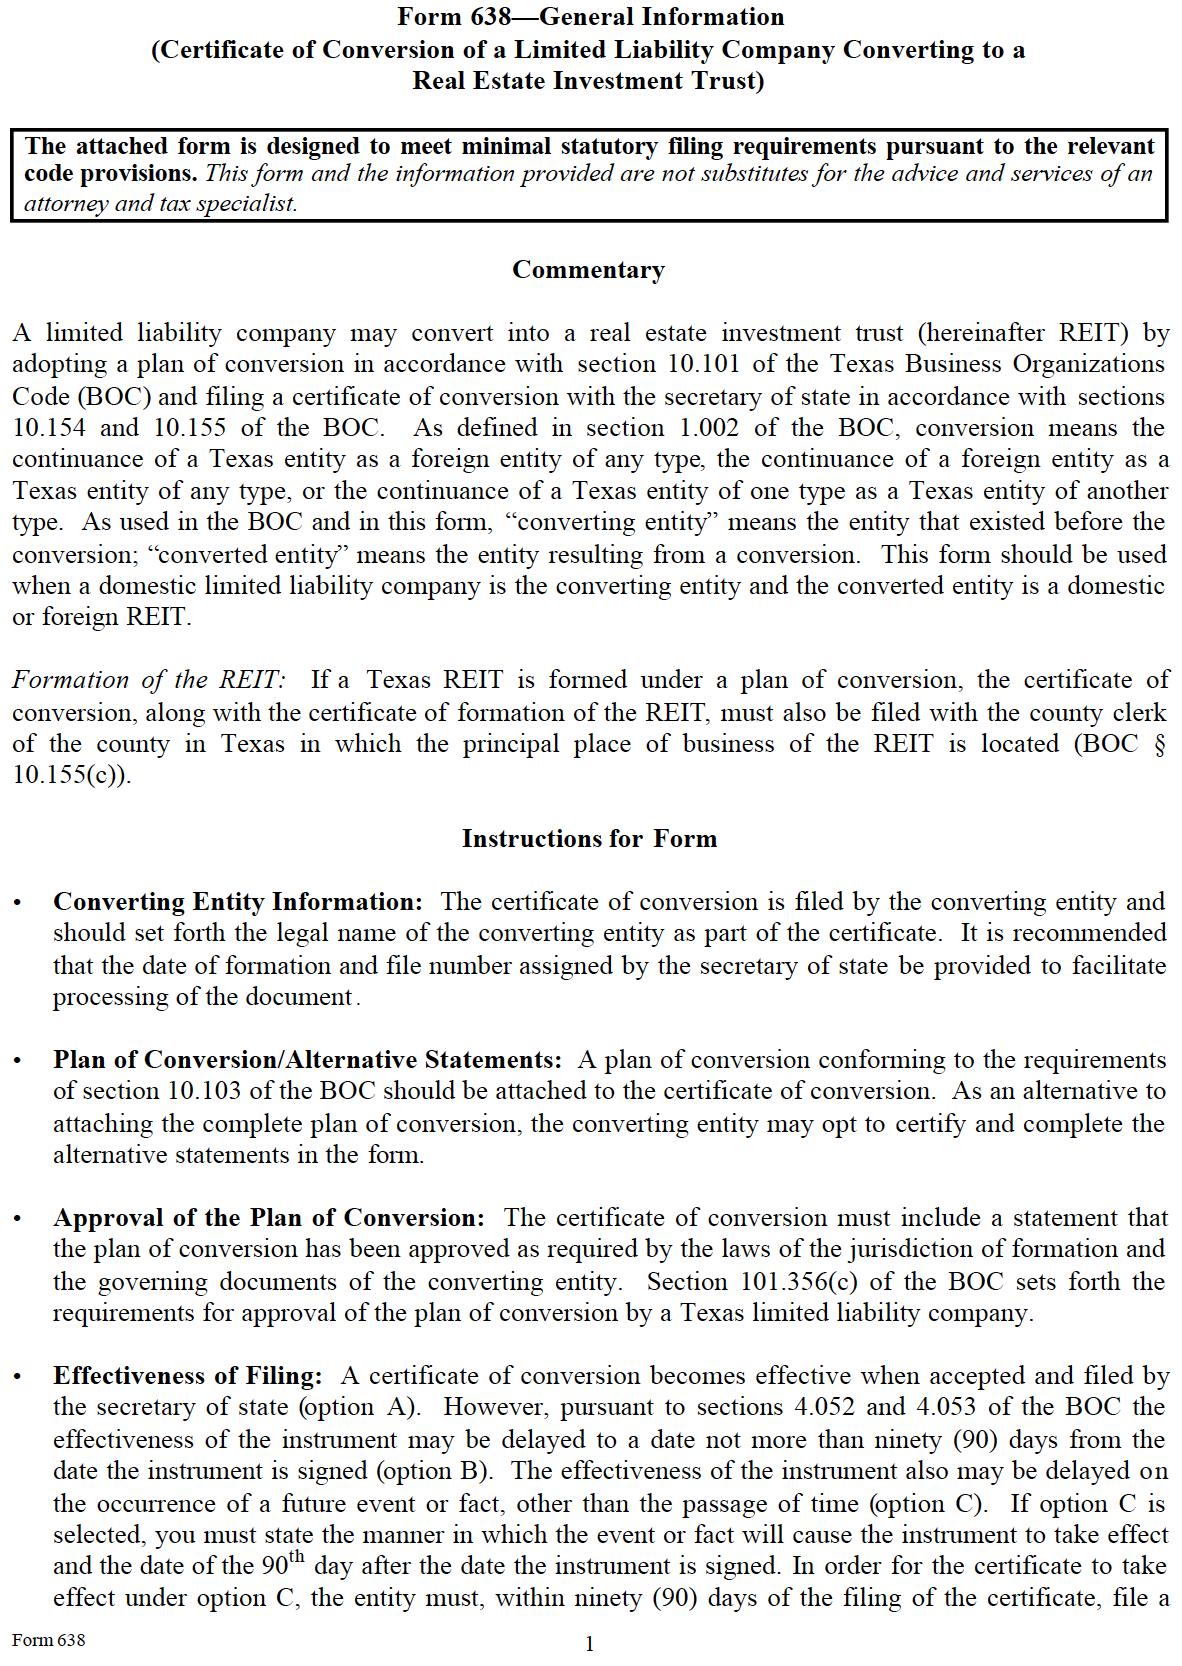 Form 638—General Information
(Certificate of Conversion of a Limited Liability Company Converting to a
Real Estate Investment Trust)
The attached form is designed to meet minimal statutory filing requirements pursuant to the relevant
code provisions. This form and the information provided are not substitutes for the advice and services of an
attorney and tax specialist.
Commentary
A limited liability company may convert into a real estate investment trust (hereinafter REIT) by
adopting a plan of conversion in accordance with section 10.101 of the Texas Business Organizations
Code (BOC) and filing a certificate of conversion with the secretary of state in accordance with sections
10.154 and 10.155 of the BOC. As defined in section 1.002 of the BOC, conversion means the
continuance of a Texas entity as a foreign entity of any type, the continuance of a foreign entity as a
Texas entity of any type, or the continuance of a Texas entity of one type as a Texas entity of another
type. As used in the BOC and in this form, “converting entity” means the entity that existed before the
conversion; “converted entity” means the entity resulting from a conversion. This form should be used
when a domestic limited liability company is the converting entity and the converted entity is a domestic
or foreign REIT.
Formation of the REIT: If a Texas REIT is formed under a plan of conversion, the certificate of
conversion, along with the certificate of formation of the REIT, must also be filed with the county clerk
of the county in Texas in which the principal place of business of the REIT is located (BOC §
10.155(c)).
Instructions for Form
• Converting Entity Information: The certificate of conversion is filed by the converting entity and
should set forth the legal name of the converting entity as part of the certificate. It is recommended
that the date of formation and file number assigned by the secretary of state be provided to facilitate
processing of the document.
• Plan of Conversion/Alternative Statements: A plan of conversion conforming to the requirements
of section 10.103 of the BOC should be attached to the certificate of conversion. As an alternative to
attaching the complete plan of conversion, the converting entity may opt to certify and complete the
alternative statements in the form.
• Approval of the Plan of Conversion: The certificate of conversion must include a statement that
the plan of conversion has been approved as required by the laws of the jurisdiction of formation and
the governing documents of the converting entity. Section 101.356(c) of the BOC sets forth the
requirements for approval of the plan of conversion by a Texas limited liability company.
• Effectiveness of Filing: A certificate of conversion becomes effective when accepted and filed by
the secretary of state (option A). However, pursuant to sections 4.052 and 4.053 of the BOC the
effectiveness of the instrument may be delayed to a date not more than ninety (90) days from the
date the instrument is signed (option B). The effectiveness of the instrument also may be delayed on
the occurrence of a future event or fact, other than the passage of time (option C). If option C is
selected, you must state the manner in which the event or fact will cause the instrument to take effect
and the date of the 90th day after the date the instrument is signed. In order for the certificate to take
effect under option C, the entity must, within ninety (90) days of the filing of the certificate, file a
Form 638
1